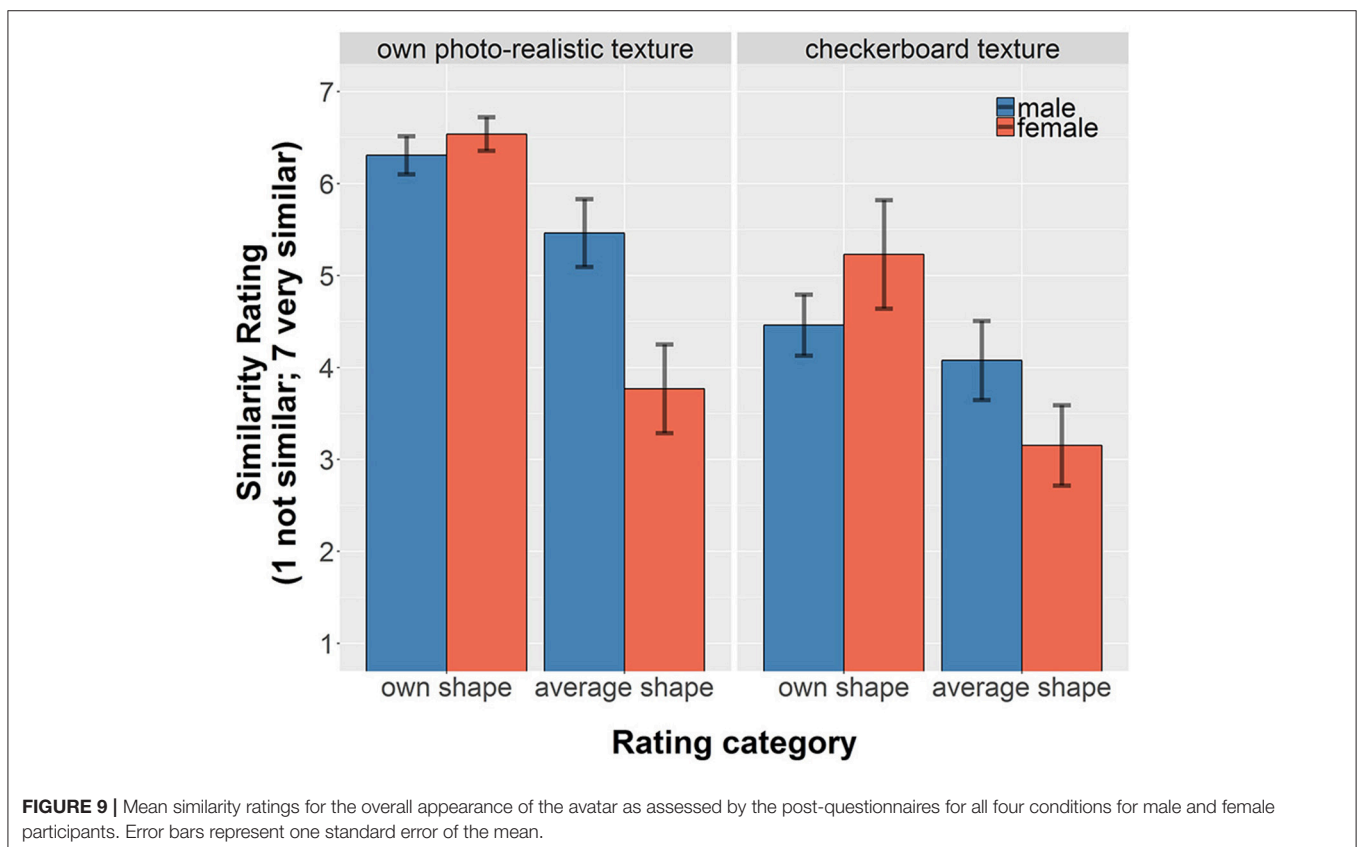 own photo-realistic texture
checkerboard texture
male
female
7
6
5
4
3
2
1
Similarity Rating
(1 not similar; 7 very similar)
own shape
average shape
own shape
average shape
Rating category
FIGURE 9 | Mean similarity ratings for the overall appearance of the avatar as assessed by the post-questionnaires for all four conditions for male and female
participants. Error bars represent one standard error of the mean.